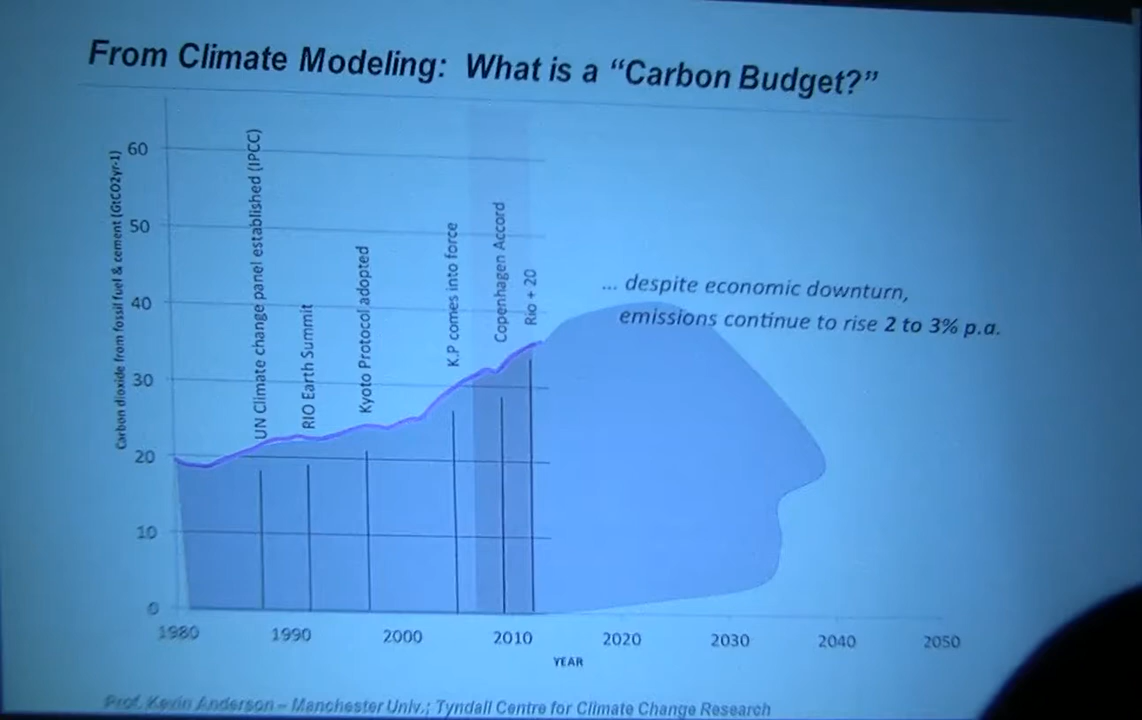 From Climate Modeling: What is a “Carbon Budget?”
Carbon dioxide from fossil fuel & cement (GtCO2yr-1)
60
50
40
30
20
10
0
UN Climate change panel established (IPCC)
RIO Earth Summit
Kyoto Protocol adopted
K.P comes into force
Copenhagen Accord
Rio + 20
... despite economic downturn,
emissions continue to rise 2 to 3% p.a.
1980 1990 2000 2010 2020 2030 2040 2050
YEAR
Prof. Kevin Anderson – Manchester Univ.; Tyndall Centre for Climate Change Research